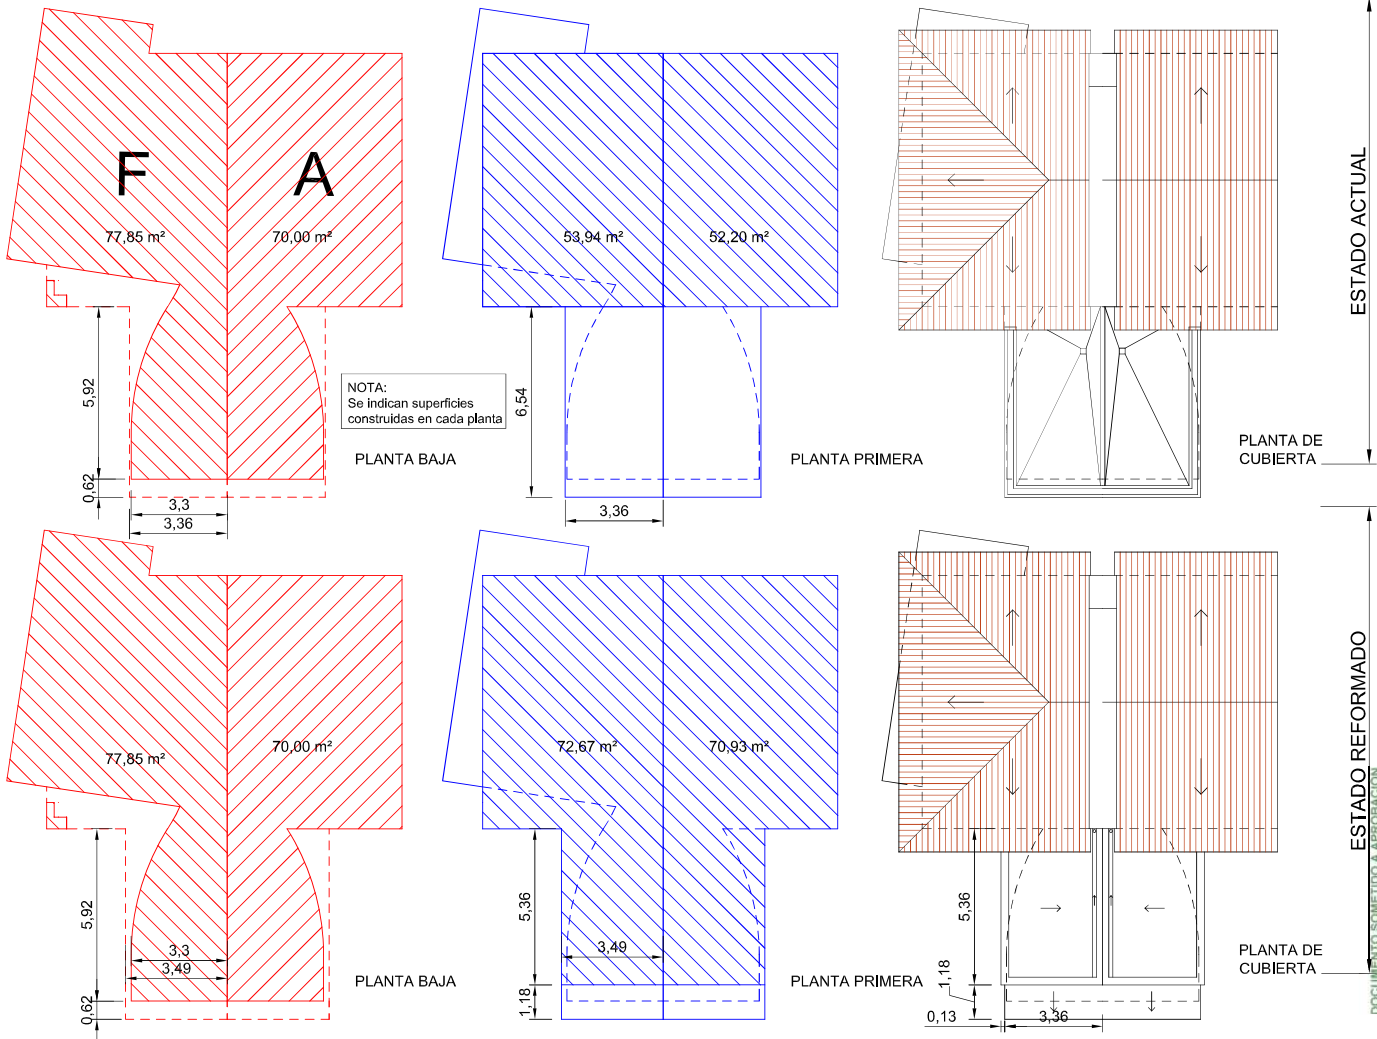 F
A
77,85 m²
70,00 m²
5,92
0,62
3,3
3,36
NOTA:
Se indican superficies
construidas en cada planta
PLANTA BAJA
53,94 m²
52,20 m²
6,54
3,36
PLANTA PRIMERA
PLANTA DE
CUBIERTA
ESTADO ACTUAL
77,85 m²
70,00 m²
5,92
0,62
3,3
3,49
PLANTA BAJA
72,67 m²
70,93 m²
5,36
3,49
1,18
PLANTA PRIMERA
5,36
1,18
0,13
3,36
PLANTA DE
CUBIERTA
ESTADO REFORMADO
DOCUMENTO SOMETIDO A APROBACIÓN